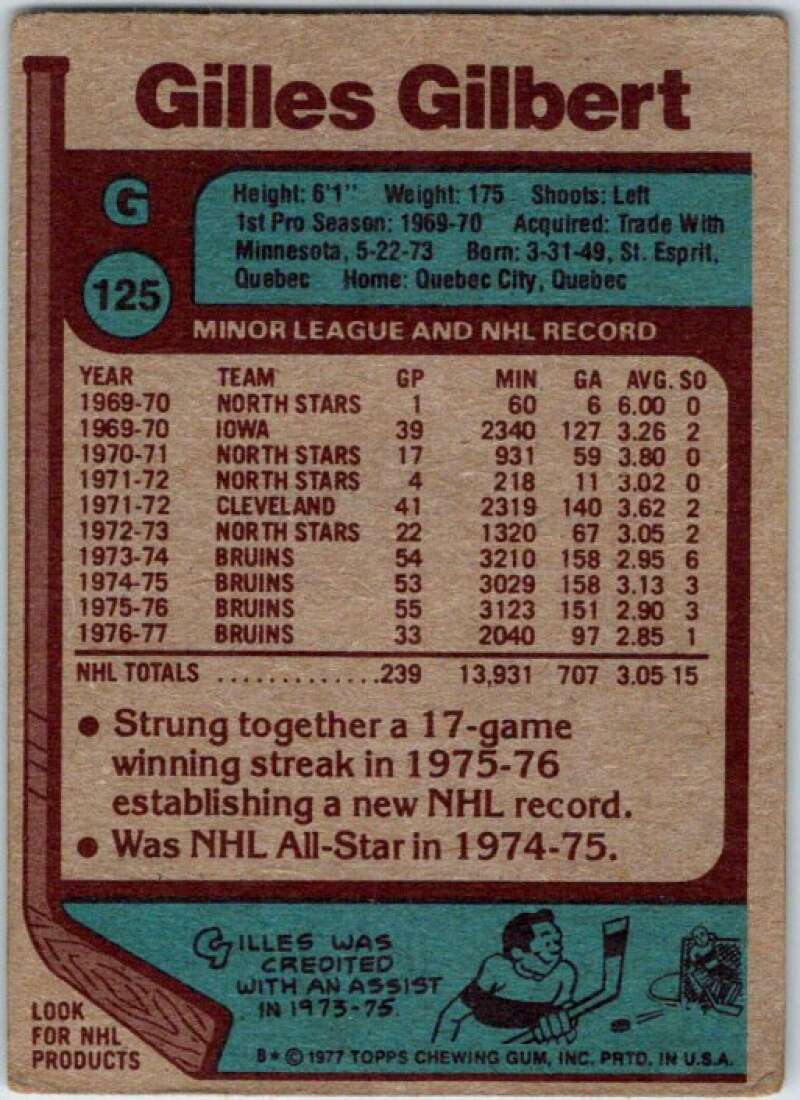 Gilles Gilbert
G
125
Height: 6'1" Weight: 175 Shoots: Left
1st Pro Season: 1969-70 Acquired: Trade With
Minnesota, 5-22-73 Born: 3-31-49, St. Esprit,
Quebec Home: Quebec City, Quebec
MINOR LEAGUE AND NHL RECORD
YEAR TEAM GP MIN GA AVG. SO
1969-70 NORTH STARS 1 60 6 6.00 0
1969-70 IOWA 39 2340 127 3.26 2
1970-71 NORTH STARS 17 931 59 3.80 0
1971-72 NORTH STARS 4 218 11 3.02 0
1971-72 CLEVELAND 41 2319 140 3.62 2
1972-73 NORTH STARS 22 1320 67 3.05 2
1973-74 BRUINS 54 3210 158 2.95 6
1974-75 BRUINS 53 3029 158 3.13 3
1975-76 BRUINS 55 3123 151 2.90 3
1976-77 BRUINS 33 2040 97 2.85 1
NHL TOTALS .............239 13,931 707 3.05 15
• Strung together a 17-game
winning streak in 1975-76
establishing a new NHL record.
• Was NHL All-Star in 1974-75.
GILLES WAS
CREDITED
WITH AN ASSIST
IN 1973-75.
LOOK
FOR NHL
PRODUCTS
B* © 1977 TOPPS CHEWING GUM, INC. PRTD. IN U.S.A.